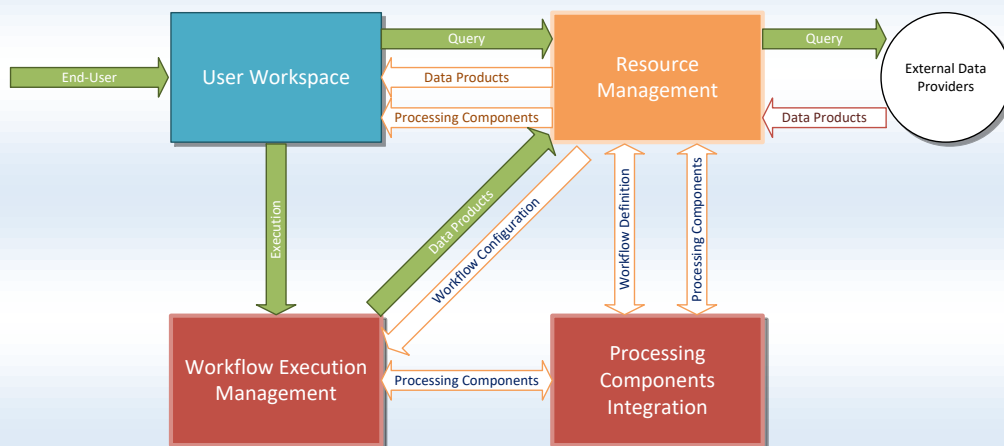 Query
Query
End-User
User Workspace
Data Products
Resource
Management
External Data
Providers
Processing Components
Data Products
Execution
Data Products
Workflow Configuration
Workflow Definition
Processing Components
Workflow Execution
Management
Processing Components
Processing
Components
Integration